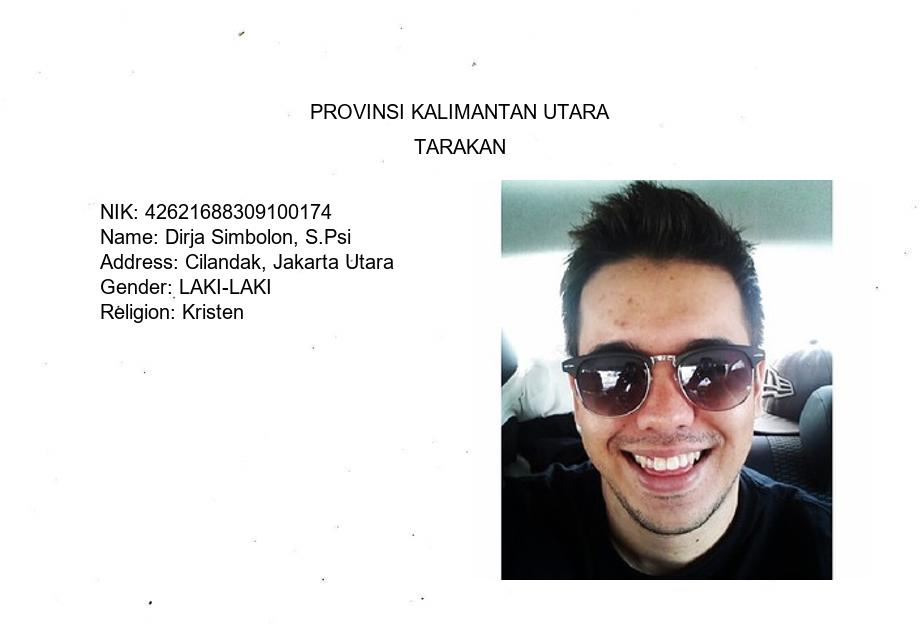 PROVINSI KALIMANTAN UTARA
TARAKAN
NIK: 42621688309100174
Name: Dirja Simbolon, S.Psi
Address: Cilandak, Jakarta Utara
Gender: LAKI-LAKI
Religion: Kristen